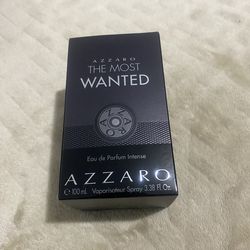 AZZARO
THE MOST
WANTED
Eau de Parfum Intense
AZZARO
℮ 100 mL Vaporisateur Spray 3.38 Fl. Oz.